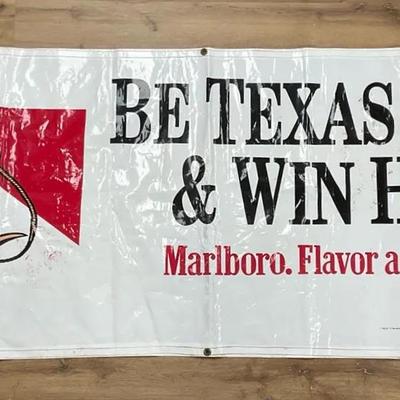 BE TEXAS
& WIN H
Marlboro. Flavor a